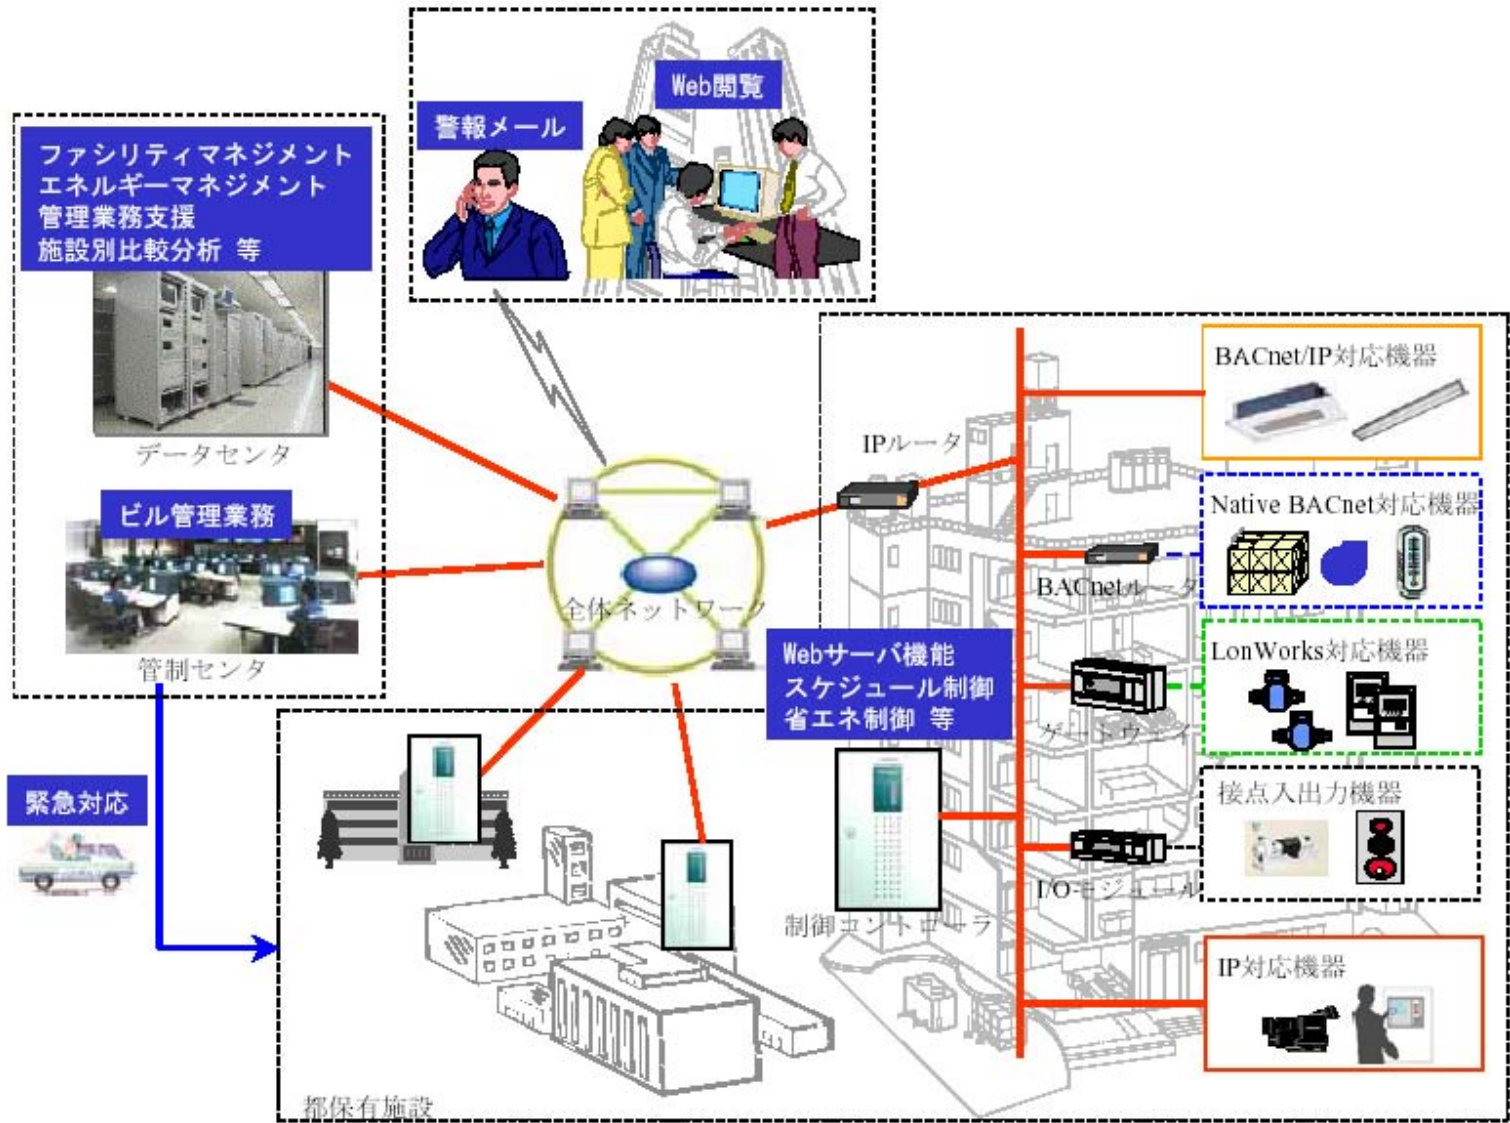 Web閲覧
警報メール
ファシリティマネジメント
エネルギーマネジメント
管理業務支援
施設別比較分析 等
データセンタ
ビル管理業務
管制センタ
緊急対応
全体ネットワーク
IPルータ
BACnet/IP対応機器
Native BACnet対応機器
BACnetルータ
LonWorks対応機器
ゲートウェイ
Webサーバ機能
スケジュール制御
省エネ制御 等
接点入出力機器
I/Oモジュール
制御コントローラ
IP対応機器
都保有施設